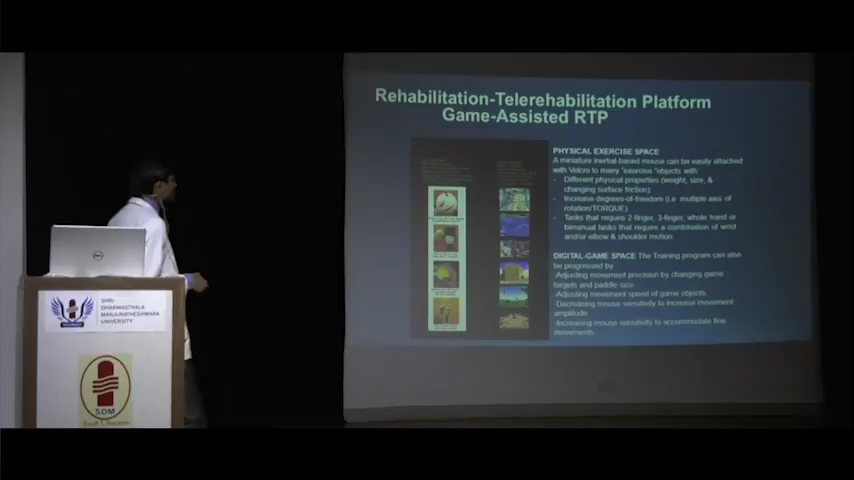 Rehabilitation-Telerehabilitation Platform
Game-Assisted RTP
PHYSICAL EXERCISE SPACE
A miniature inertial-based mouse can be easily attached
with Velcro to many "exercise "objects with
- Different physical properties (weight, size, &
changing surface friction)
- Increase degrees-of-freedom (i.e multiple axis of
rotation/TORQUE)
- Tasks that require 2-finger, 3-finger, whole hand or
bimanual tasks that require a combination of wrist
and/or elbow & shoulder motion.
DIGITAL-GAME SPACE The Training program can also
be progressed by
-Adjusting movement precision by changing game
targets and paddle size
-Adjusting movement speed of game objects.
-Decreasing mouse sensitivity to increase movement
amplitude.
-Increasing mouse sensitivity to accommodate fine
movements.
DELL
SHRI
DHARMASTHALA
MANJUNATHESHWARA
UNIVERSITY
SDM